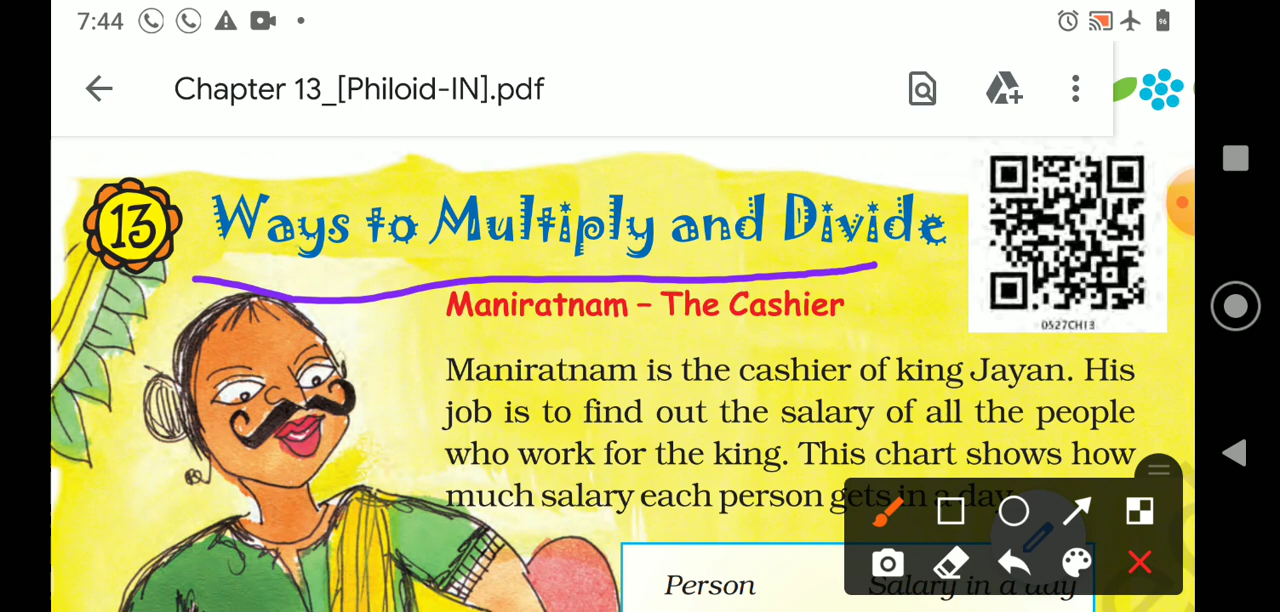 7:44
96
Chapter 13_[Philoid-IN].pdf
13 Ways to Multiply and Divide
0527CH13
Maniratnam – The Cashier
Maniratnam is the cashier of king Jayan. His
job is to find out the salary of all the people
who work for the king. This chart shows how
much salary each person gets in a day.
Person Salary in a day